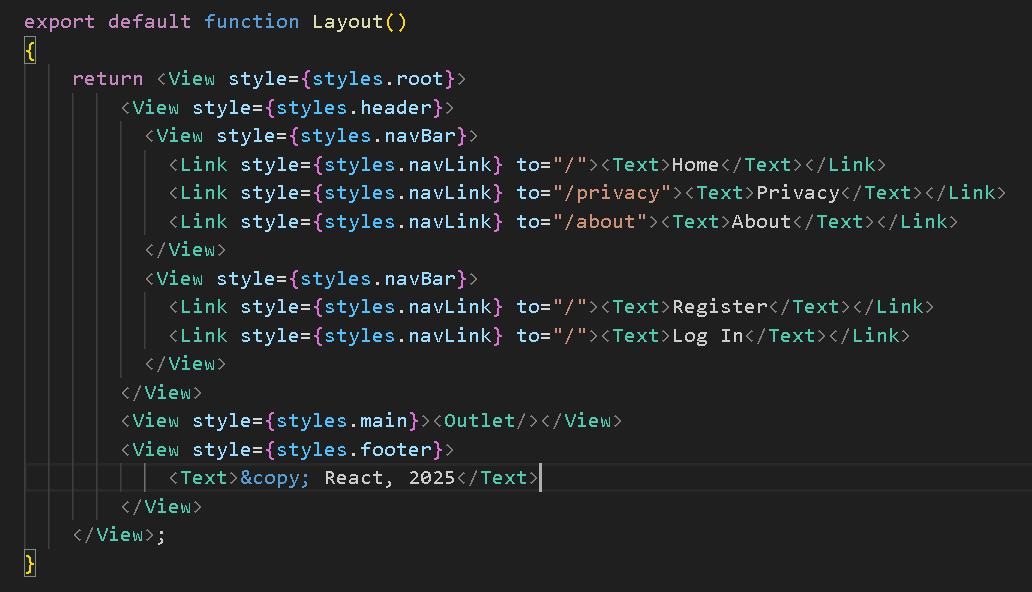 export default function Layout()
{
    return <View style={styles.root}>
        <View style={styles.header}>
          <View style={styles.navBar}>
            <Link style={styles.navLink} to="/"><Text>Home</Text></Link>
            <Link style={styles.navLink} to="/privacy"><Text>Privacy</Text></Link>
            <Link style={styles.navLink} to="/about"><Text>About</Text></Link>
          </View>
          <View style={styles.navBar}>
            <Link style={styles.navLink} to="/"><Text>Register</Text></Link>
            <Link style={styles.navLink} to="/"><Text>Log In</Text></Link>
          </View>
        </View>
        <View style={styles.main}><Outlet/></View>
        <View style={styles.footer}>
            <Text>&copy; React, 2025</Text>
        </View>
    </View>;
}